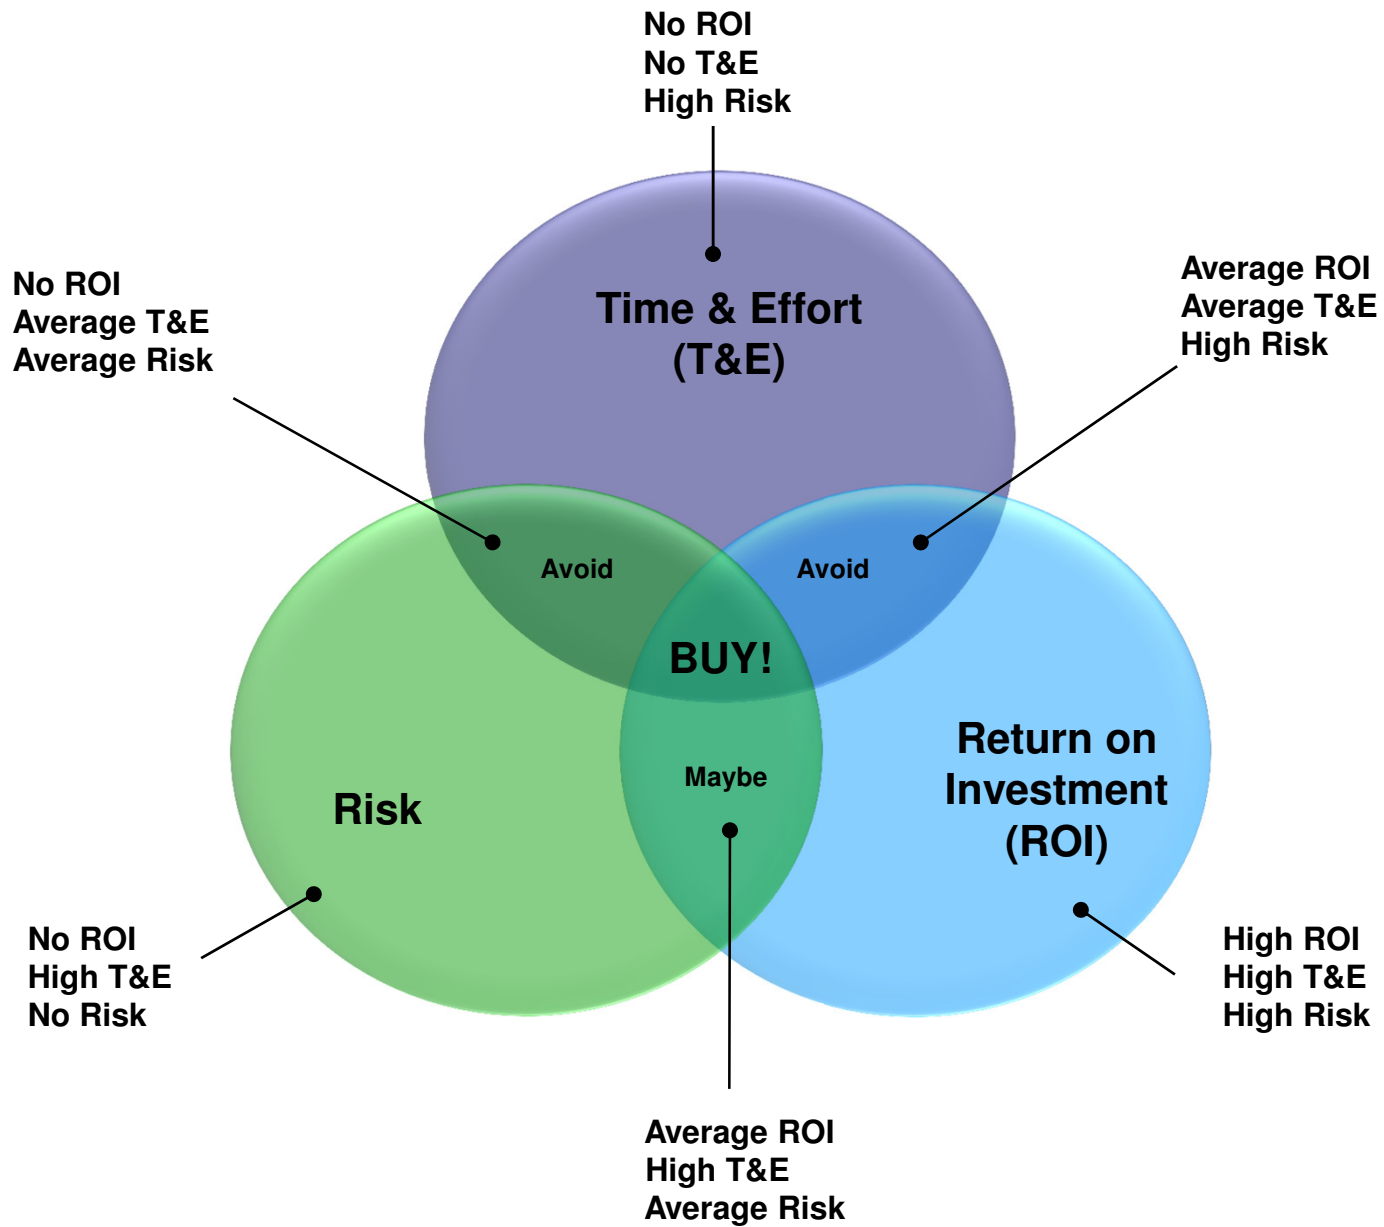 No ROI
No T&E
High Risk
No ROI
Average T&E
Average Risk
Average ROI
Average T&E
High Risk
Time & Effort
(T&E)
Avoid
Avoid
BUY!
Maybe
Risk
Return on
Investment
(ROI)
No ROI
High T&E
No Risk
High ROI
High T&E
High Risk
Average ROI
High T&E
Average Risk